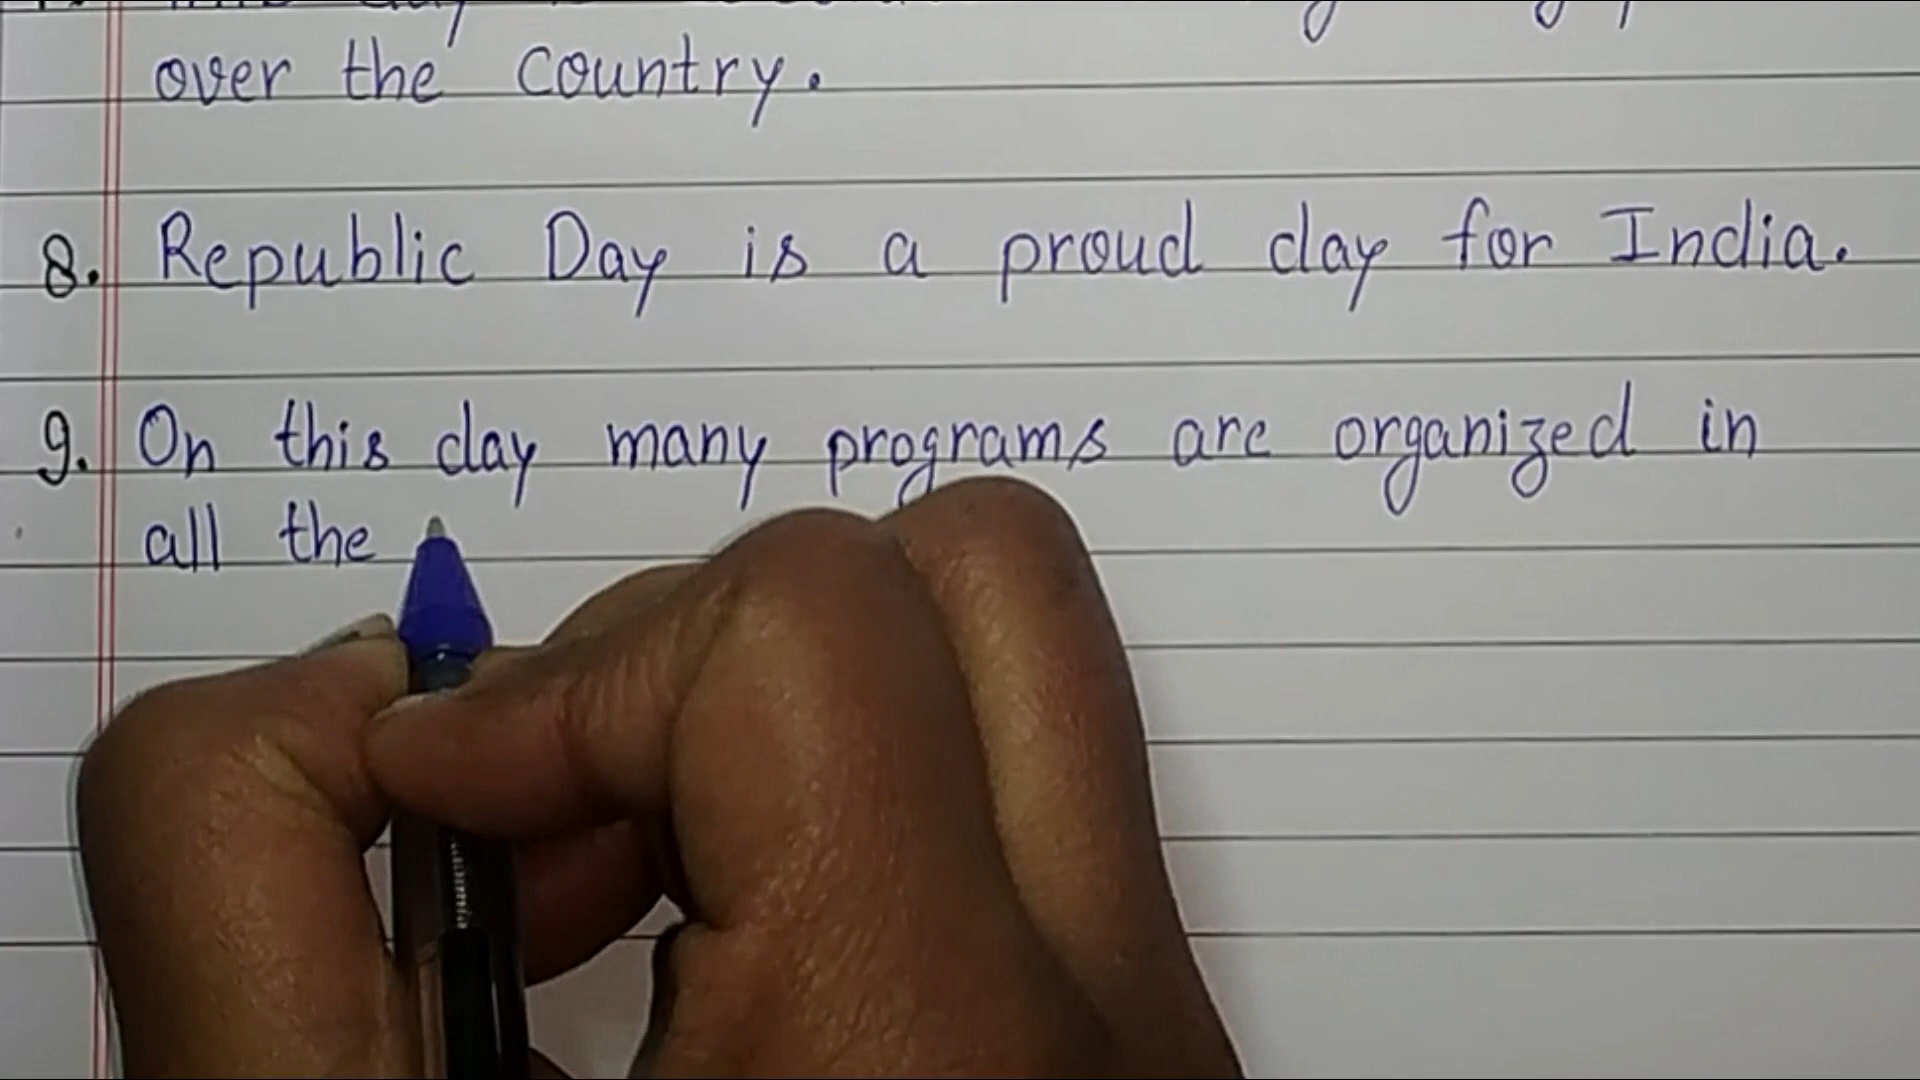 over the country.
8. Republic Day is a proud day for India.
9. On this day many programs are organized in
all the